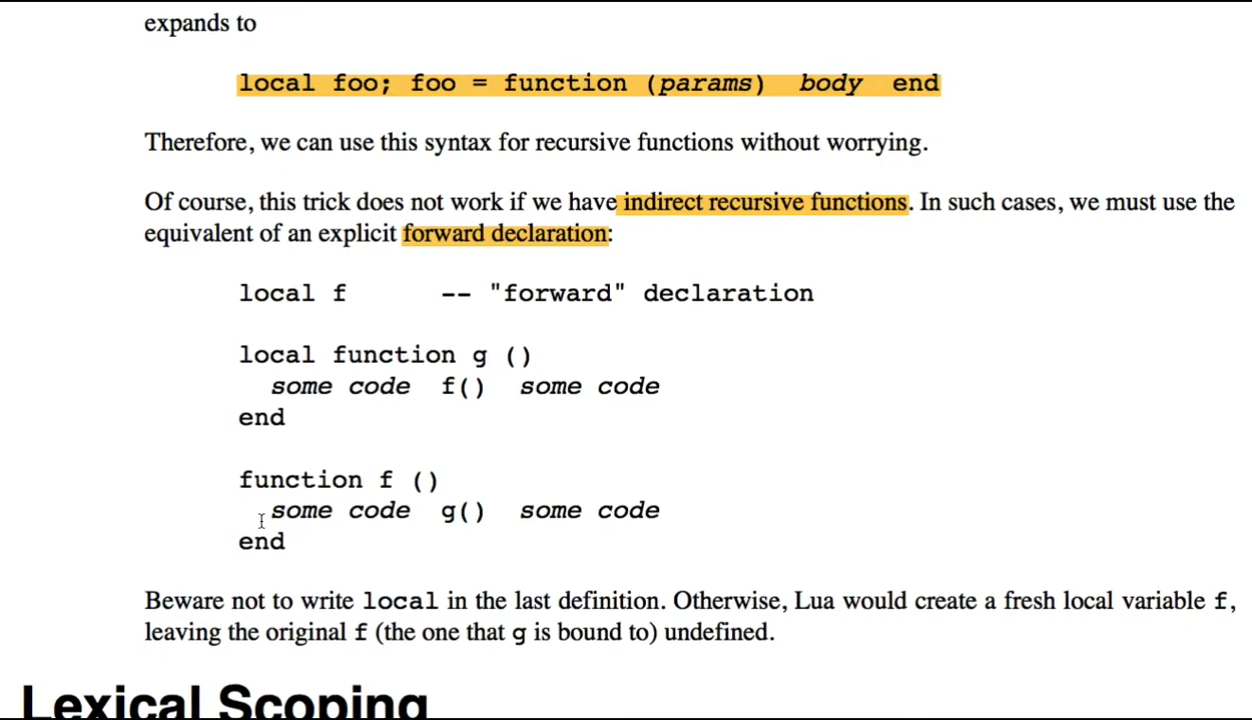 expands to
local foo; foo = function (params) body end
Therefore, we can use this syntax for recursive functions without worrying.
Of course, this trick does not work if we have indirect recursive functions. In such cases, we must use the
equivalent of an explicit forward declaration:
local f -- "forward" declaration
local function g ()
some code f() some code
end
function f ()
some code g() some code
end
Beware not to write local in the last definition. Otherwise, Lua would create a fresh local variable f,
leaving the original f (the one that g is bound to) undefined.
Lexical Scoping